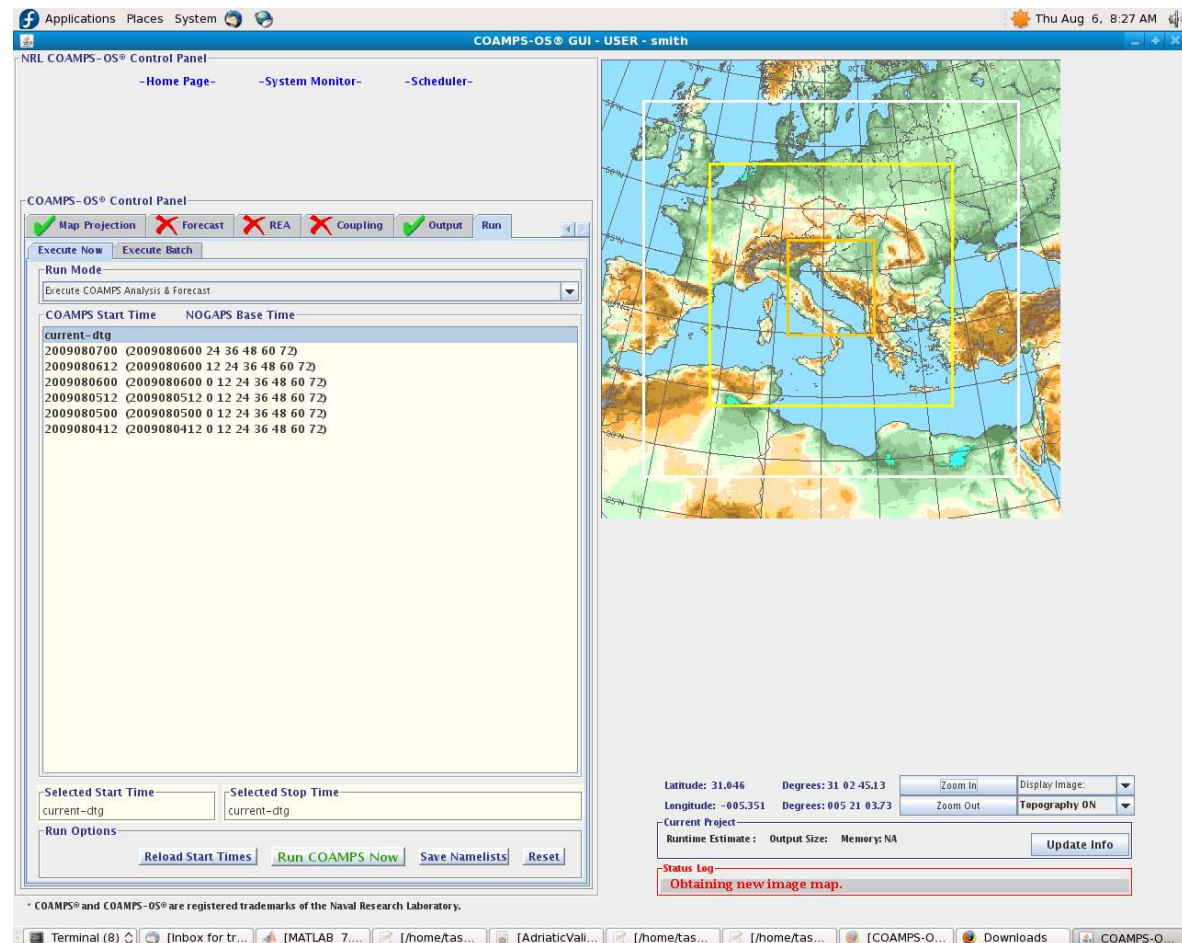 Applications Places System Thu Aug 6, 8:27 AM
COAMPS-OS® GUI - USER - smith
NRL COAMPS-OS® Control Panel
-Home Page- -System Monitor- -Scheduler-
COAMPS-OS® Control Panel
Map Projection Forecast REA Coupling Output Run
Execute Now Execute Batch
Run Mode
Execute COAMPS Analysis & Forecast
COAMPS Start Time NOGAPS Base Time
current-dtg
2009080700 (2009080600 24 36 48 60 72)
2009080612 (2009080600 12 24 36 48 60 72)
2009080600 (2009080600 0 12 24 36 48 60 72)
2009080512 (2009080512 0 12 24 36 48 60 72)
2009080500 (2009080500 0 12 24 36 48 60 72)
2009080412 (2009080412 0 12 24 36 48 60 72)
Selected Start Time Selected Stop Time
current-dtg current-dtg
Run Options
Reload Start Times Run COAMPS Now Save Namelists Reset
Latitude: 31.046 Degrees: 31 02 45.13 Zoom In Display Image:
Longitude: -005.351 Degrees: 005 21 03.73 Zoom Out Topography ON
Current Project
Runtime Estimate : Output Size: Memory: NA
Update Info
Status Log
Obtaining new image map.
* COAMPS® and COAMPS-OS® are registered trademarks of the Naval Research Laboratory.
Terminal (8) [Inbox for tr... [MATLAB 7.... [/home/tas... [AdriaticVali... [/home/tas... [/home/tas... [COAMPS-O... Downloads COAMPS-O...